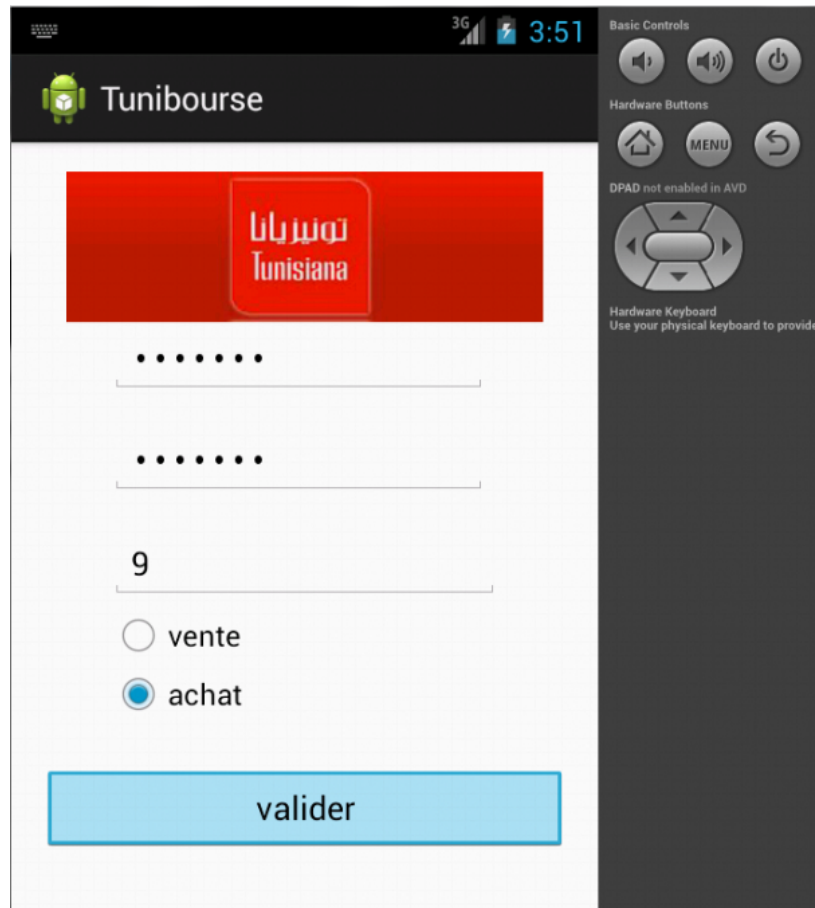 3G 3:51
Tunibourse
تونيزيانا
Tunisiana
•••••••
•••••••
9
vente
achat
valider
Basic Controls
Hardware Buttons
MENU
DPAD not enabled in AVD
Hardware Keyboard
Use your physical keyboard to provide